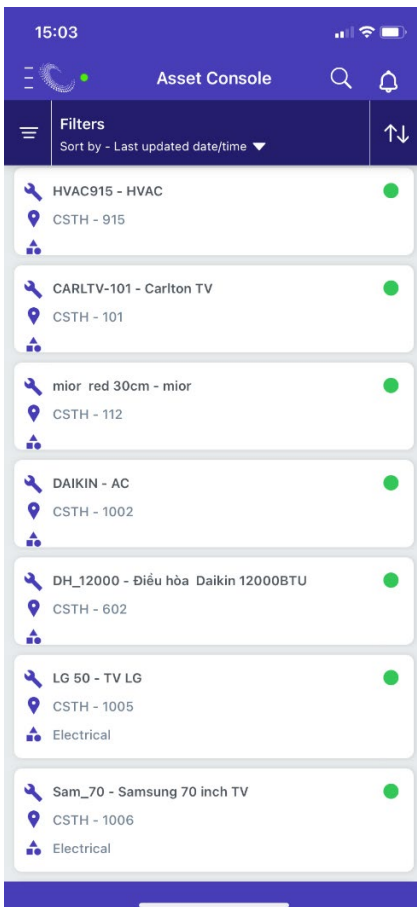 15:03
Asset Console
Filters
Sort by - Last updated date/time
HVAC915 - HVAC
CSTH - 915
CARLTV-101 - Carlton TV
CSTH - 101
mior  red 30cm - mior
CSTH - 112
DAIKIN - AC
CSTH - 1002
DH_12000 - Điều hòa  Daikin 12000BTU
CSTH - 602
LG 50 - TV LG
CSTH - 1005
Electrical
Sam_70 - Samsung 70 inch TV
CSTH - 1006
Electrical